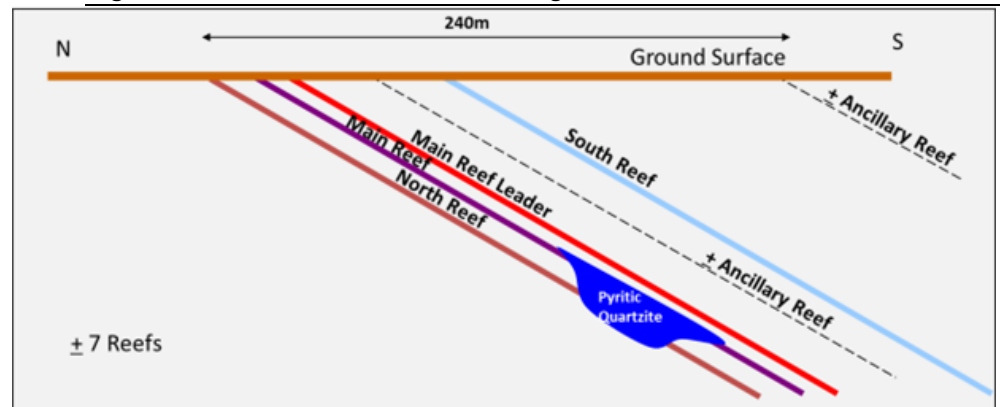 240m
N
S
Ground Surface
+ Ancillary Reef
South Reef
Main Reef
Main Reef Leader
North Reef
+ Ancillary Reef
Pyritic
Quartzite
± 7 Reefs